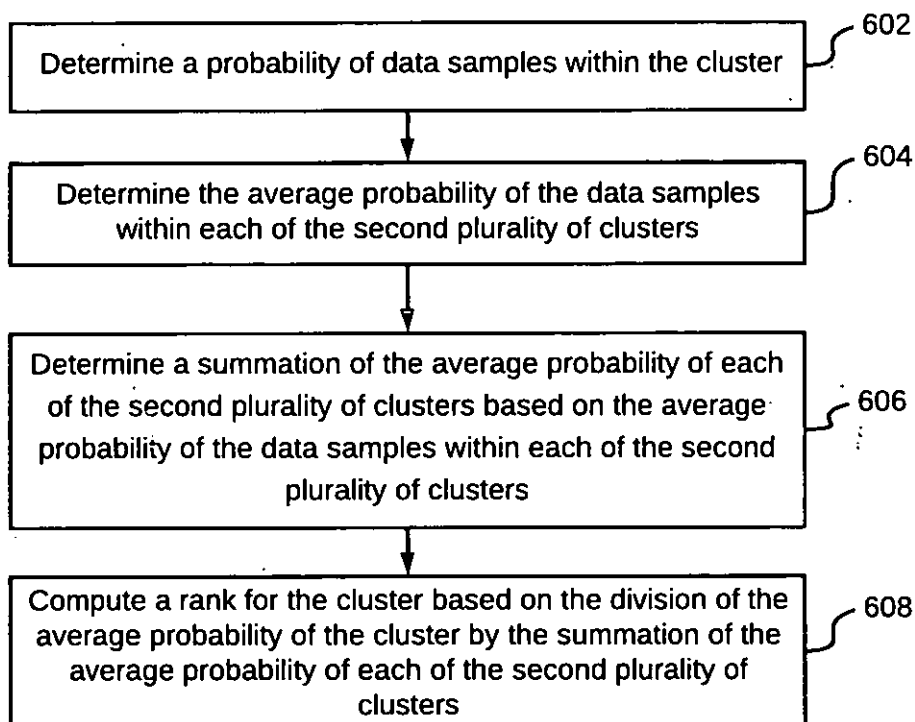 602
Determine a probability of data samples within the cluster
604
Determine the average probability of the data samples
within each of the second plurality of clusters
Determine a summation of the average probability of each
of the second plurality of clusters based on the average
probability of the data samples within each of the second
plurality of clusters
606
Compute a rank for the cluster based on the division of the
average probability of the cluster by the summation of the
average probability of each of the second plurality of
clusters
608